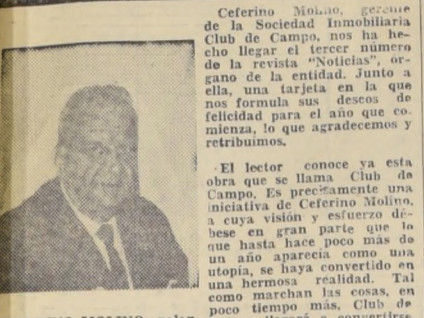 Ceferino Molino, gerente
de la Sociedad Inmobiliaria
Club de Campo, nos ha he-
cho llegar el tercer número
de la revista "Noticias", ór-
gano de la entidad. Junto a
ella, una tarjeta en la que
nos formula sus deseos de
felicidad para el año que co-
mienza, lo que agradecemos y
retribuimos.
El lector conoce ya esta
obra que se llama Club de
Campo. Es precisamente una
iniciativa de Ceferino Molino,
a cuya visión y esfuerzo dé-
bese en gran parte que lo
que hasta hace poco más de
un año aparecía como una
utopía, se haya convertido en
una hermosa realidad. Tal
como marchan las cosas, en
poco tiempo más, Club de
a convertirse
MOLINO